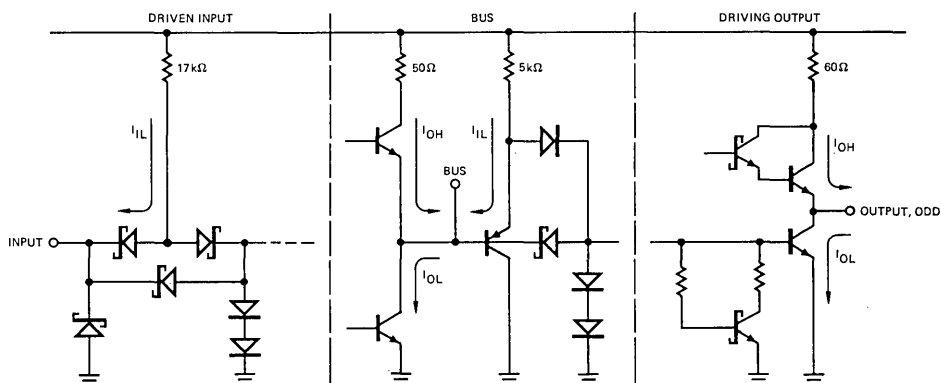 DRIVEN INPUT
BUS
DRIVING OUTPUT
17kΩ
50Ω
5kΩ
60Ω
IIL
IOH
IIL
IOH
BUS
INPUT
OUTPUT, ODD
IOL
IOL